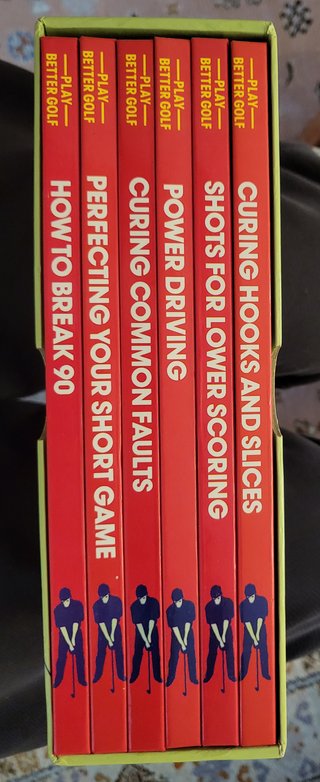 PLAY
BETTER GOLF
HOW TO BREAK 90
PLAY
BETTER GOLF
PERFECTING YOUR SHORT GAME
PLAY
BETTER GOLF
CURING COMMON FAULTS
PLAY
BETTER GOLF
POWER DRIVING
PLAY
BETTER GOLF
SHOTS FOR LOWER SCORING
PLAY
BETTER GOLF
CURING HOOKS AND SLICES